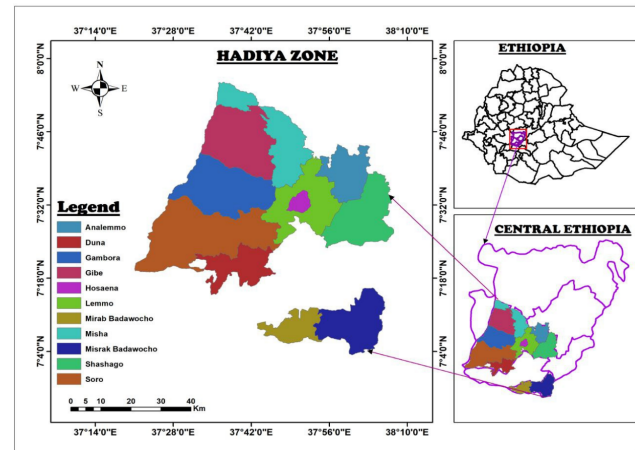 37°14'0"E 37°28'0"E 37°42'0"E 37°56'0"E 38°10'0"E
HADIYA ZONE
N
W E
S
8°0'0"N
7°46'0"N
7°32'0"N
7°18'0"N
7°4'0"N
Legend
Analemmo
Duna
Gambora
Gibe
Hosaena
Lemmo
Mirab Badawocho
Misha
Misrak Badawocho
Shashago
Soro
0 5 10 20 30 40
Km
37°14'0"E 37°28'0"E 37°42'0"E 37°56'0"E 38°10'0"E
8°0'0"N
7°46'0"N
7°32'0"N
7°18'0"N
7°4'0"N
ETHIOPIA
CENTRAL ETHIOPIA